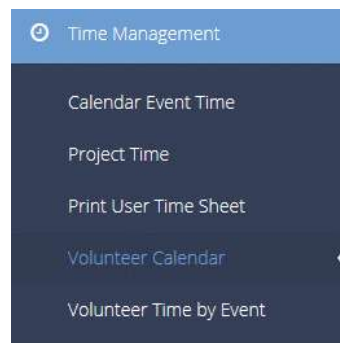 Time Management
Calendar Event Time
Project Time
Print User Time Sheet
Volunteer Calendar
Volunteer Time by Event